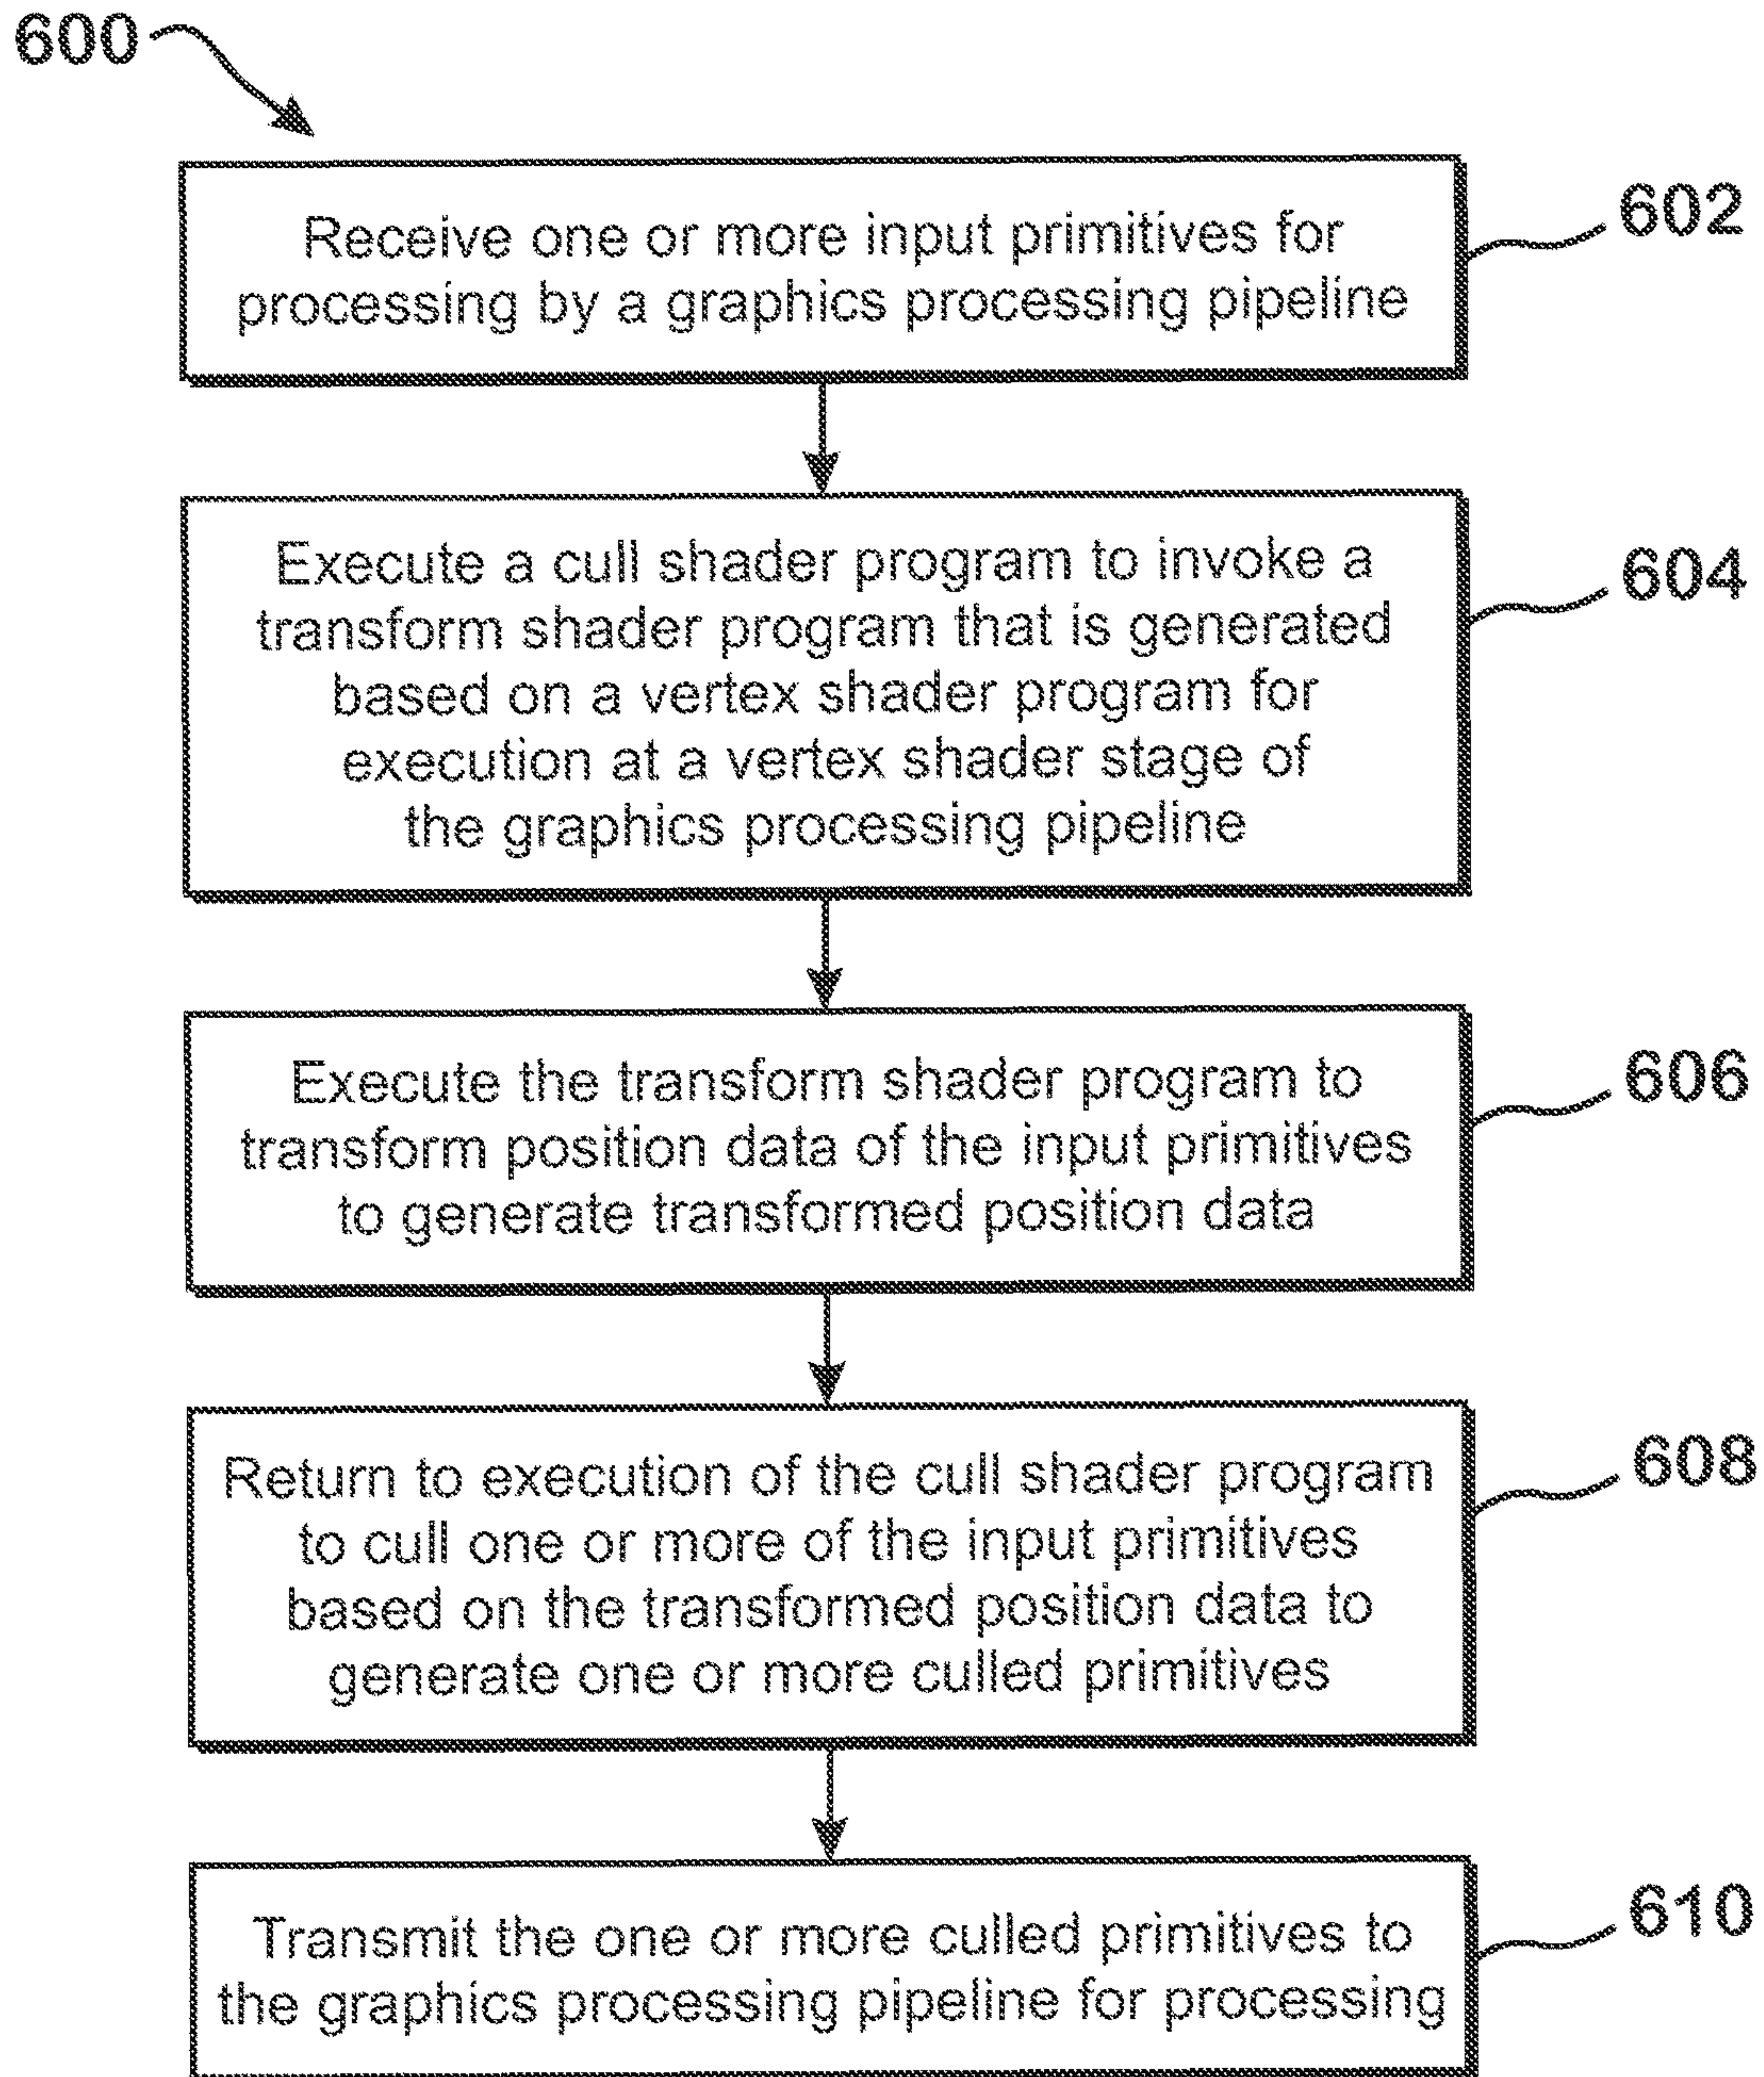 600
Receive one or more input primitives for
processing by a graphics processing pipeline
602
Execute a cull shader program to invoke a
transform shader program that is generated
based on a vertex shader program for
execution at a vertex shader stage of
the graphics processing pipeline
604
Execute the transform shader program to
transform position data of the input primitives
to generate transformed position data
606
Return to execution of the cull shader program
to cull one or more of the input primitives
based on the transformed position data to
generate one or more culled primitives
608
Transmit the one or more culled primitives to
the graphics processing pipeline for processing
610